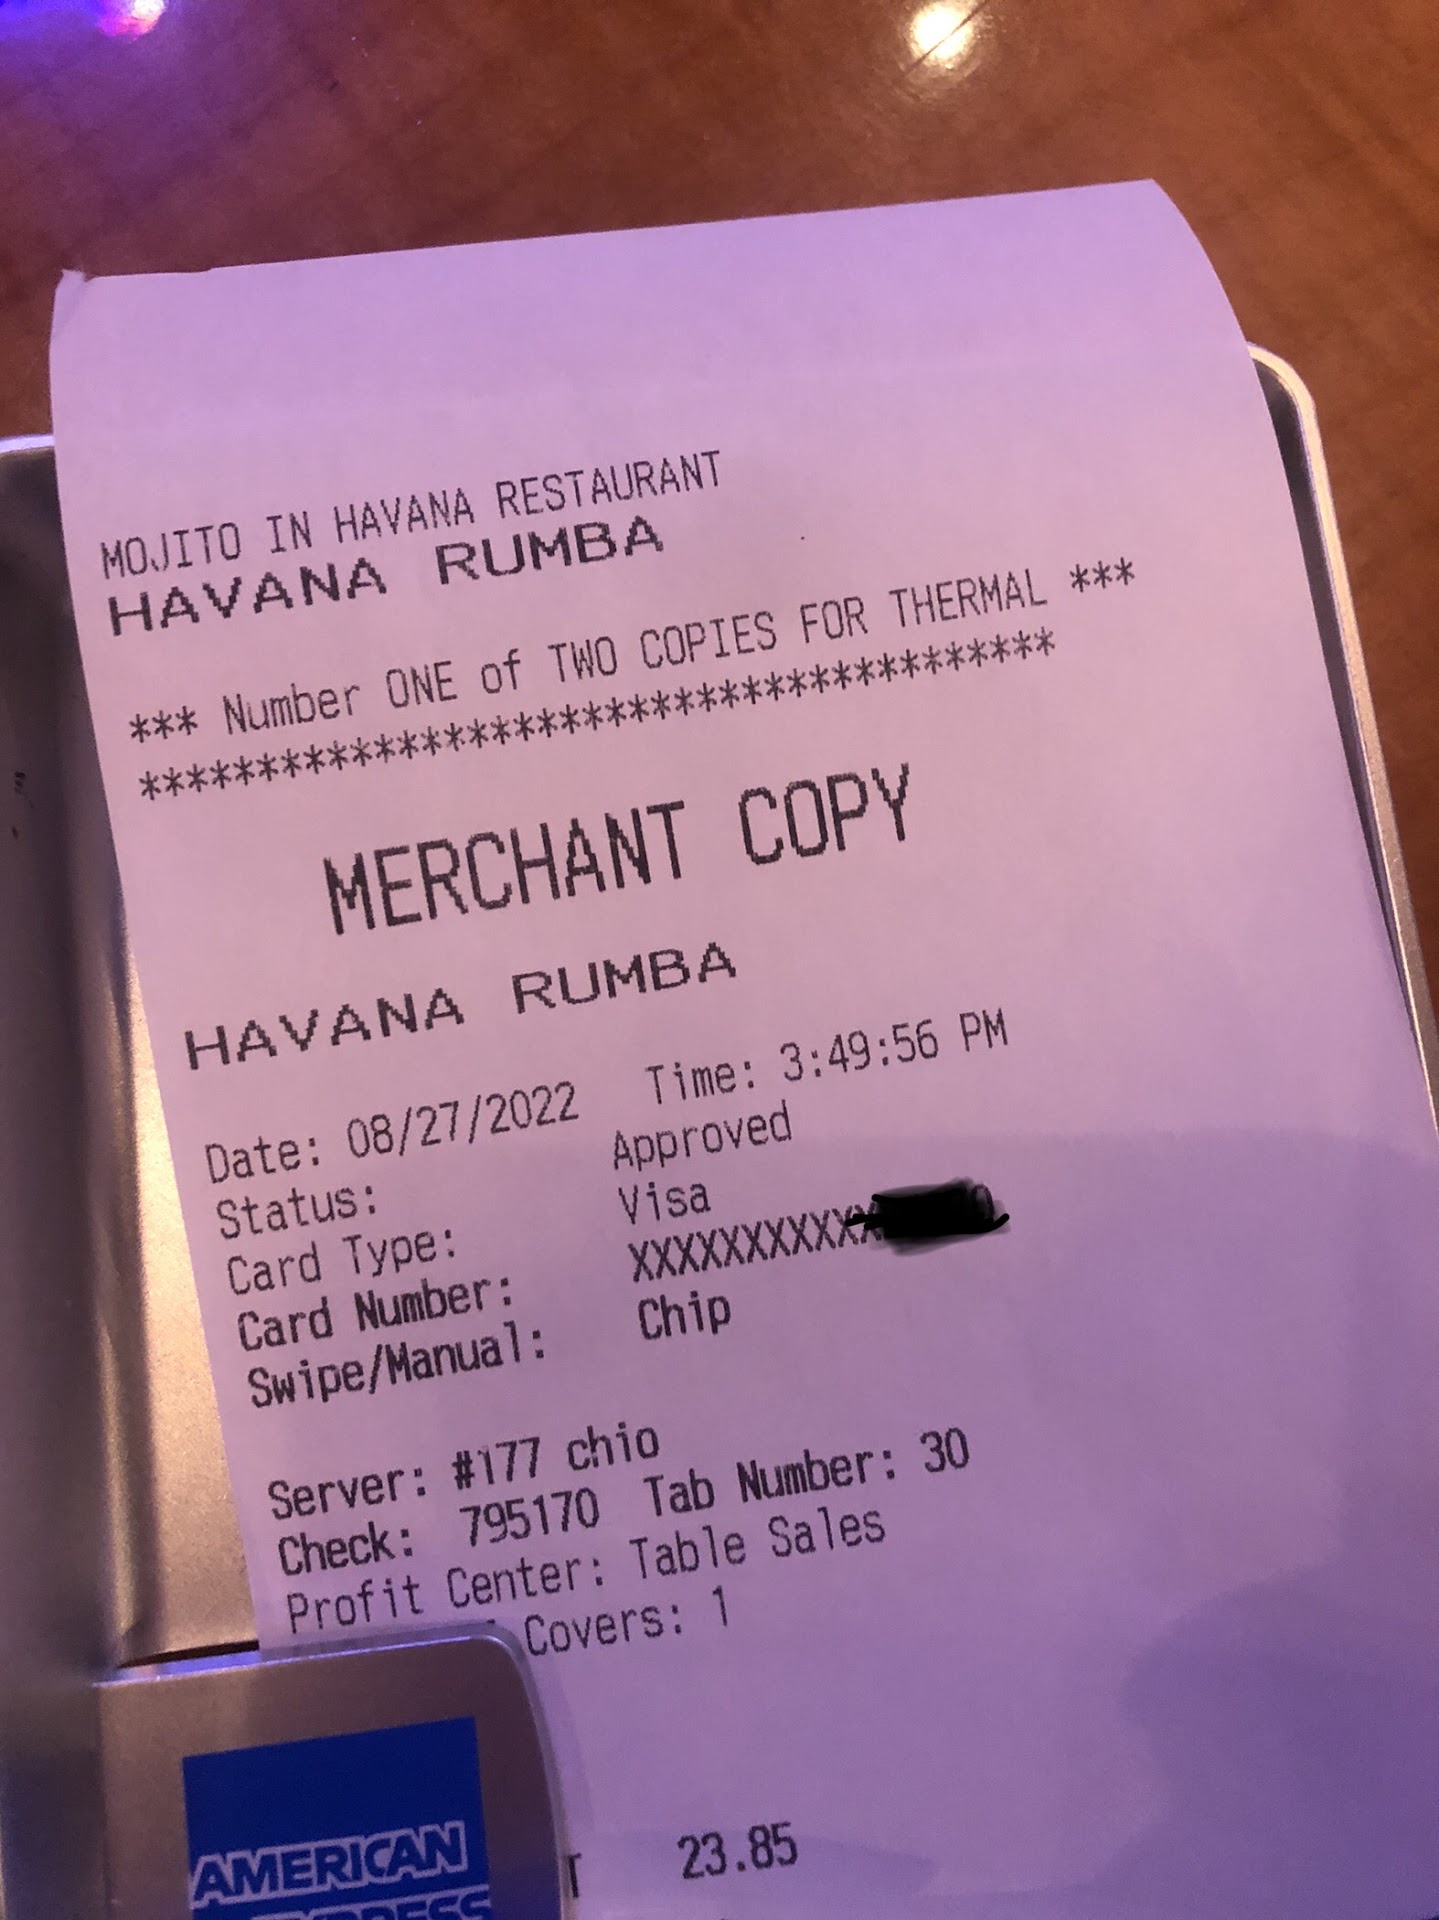 MOJITO IN HAVANA RESTAURANT
HAVANA RUMBA
*** Number ONE of TWO COPIES FOR THERMAL ***
***************************************
MERCHANT COPY
HAVANA RUMBA
Date: 08/27/2022 Time: 3:49:56 PM
Status: Approved
Card Type: Visa
Card Number: XXXXXXXXXXX
Swipe/Manual: Chip
Server: #177 chio
Check: 795170 Tab Number: 30
Profit Center: Table Sales
Covers: 1
T 23.85
AMERICAN
EXPRESS